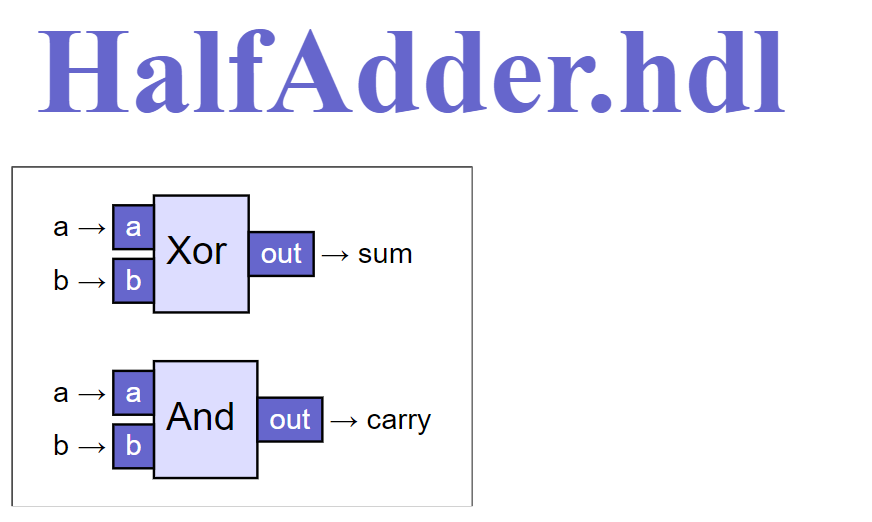 HalfAdder.hdl
a → a
Xor
out → sum
b → b
a → a
And
out → carry
b → b